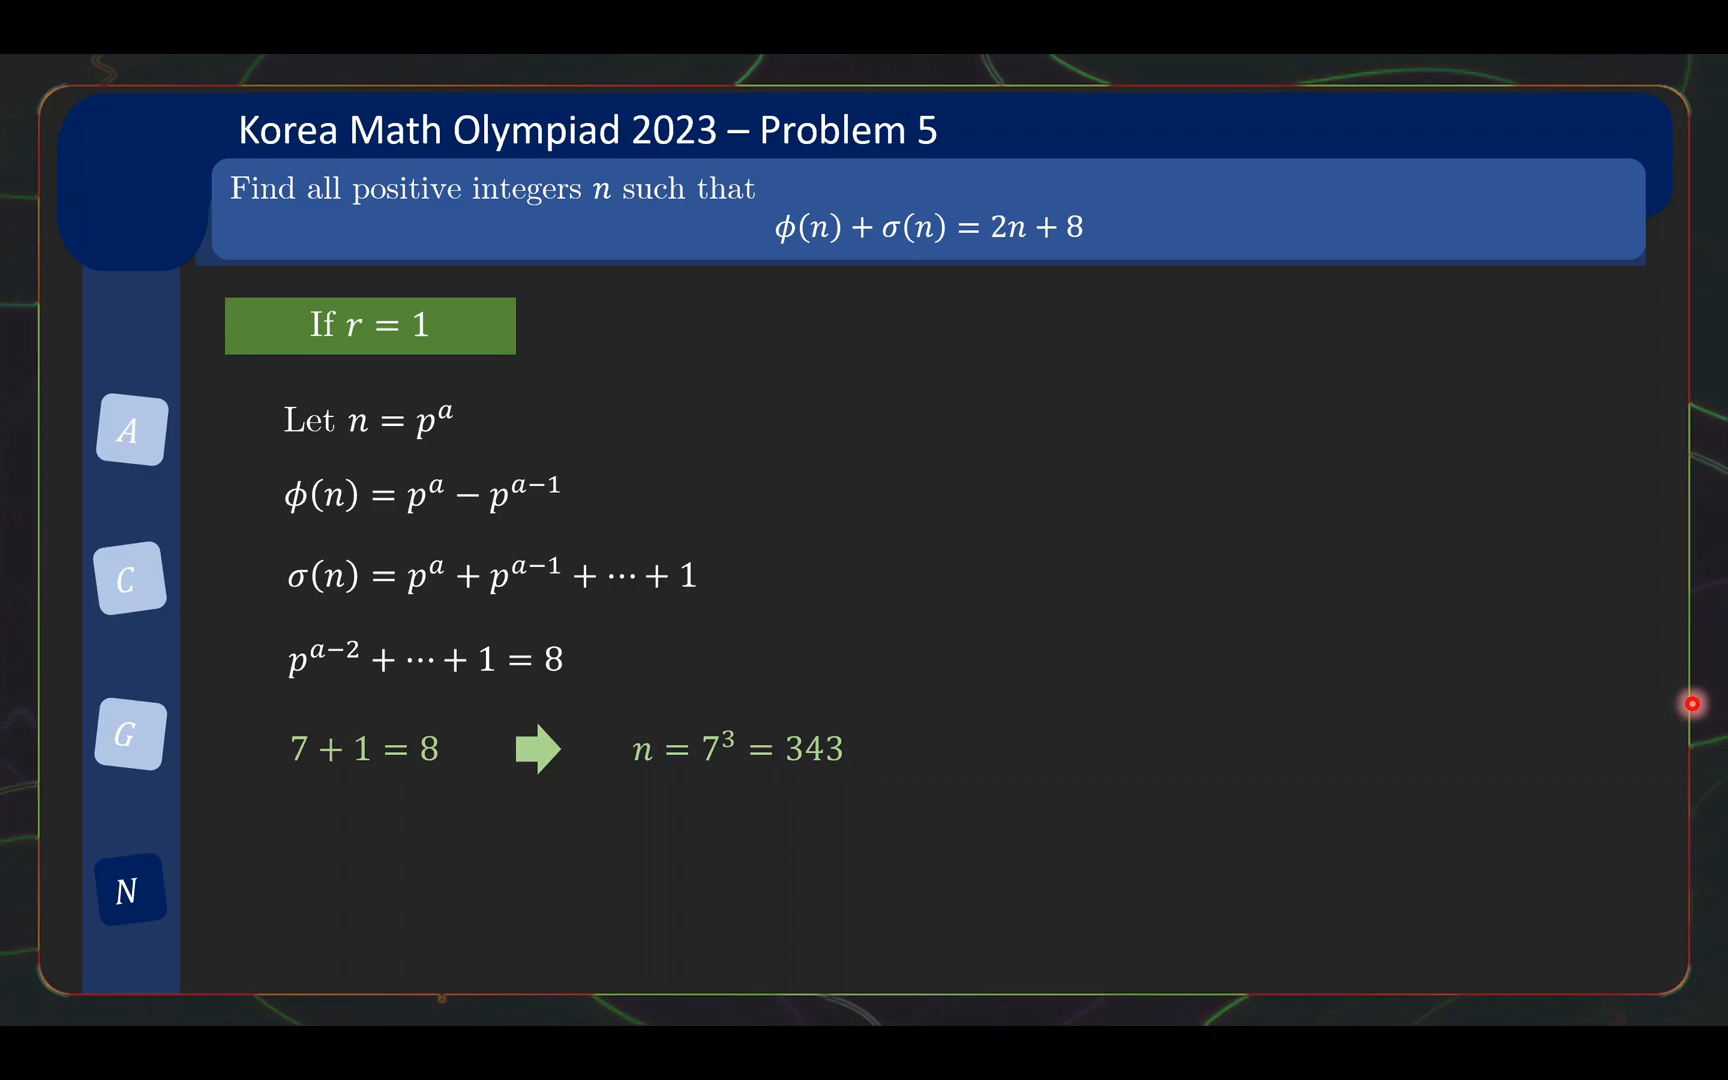 Korea Math Olympiad 2023 – Problem 5
Find all positive integers n such that
ϕ(n) + σ(n) = 2n + 8
If r = 1
Let n = p^a
ϕ(n) = p^a − p^{a−1}
σ(n) = p^a + p^{a−1} + ⋯ + 1
p^{a−2} + ⋯ + 1 = 8
7 + 1 = 8 n = 7^3 = 343
A
C
G
N